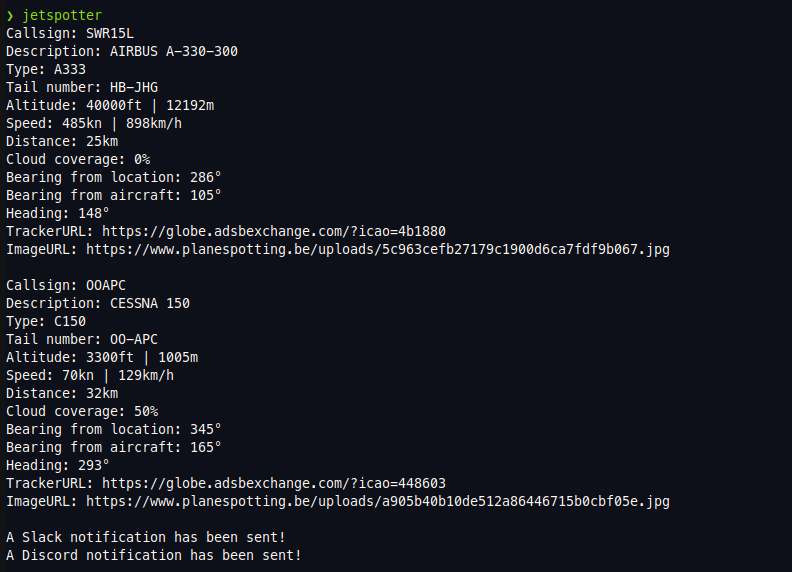 ❯ jetspotter
Callsign: SWR15L
Description: AIRBUS A-330-300
Type: A333
Tail number: HB-JHG
Altitude: 40000ft | 12192m
Speed: 485kn | 898km/h
Distance: 25km
Cloud coverage: 0%
Bearing from location: 286°
Bearing from aircraft: 105°
Heading: 148°
TrackerURL: https://globe.adsbexchange.com/?icao=4b1880
ImageURL: https://www.planespotting.be/uploads/5c963cefb27179c1900d6ca7fdf9b067.jpg
Callsign: OOAPC
Description: CESSNA 150
Type: C150
Tail number: OO-APC
Altitude: 3300ft | 1005m
Speed: 70kn | 129km/h
Distance: 32km
Cloud coverage: 50%
Bearing from location: 345°
Bearing from aircraft: 165°
Heading: 293°
TrackerURL: https://globe.adsbexchange.com/?icao=448603
ImageURL: https://www.planespotting.be/uploads/a905b40b10de512a86446715b0cbf05e.jpg
A Slack notification has been sent!
A Discord notification has been sent!